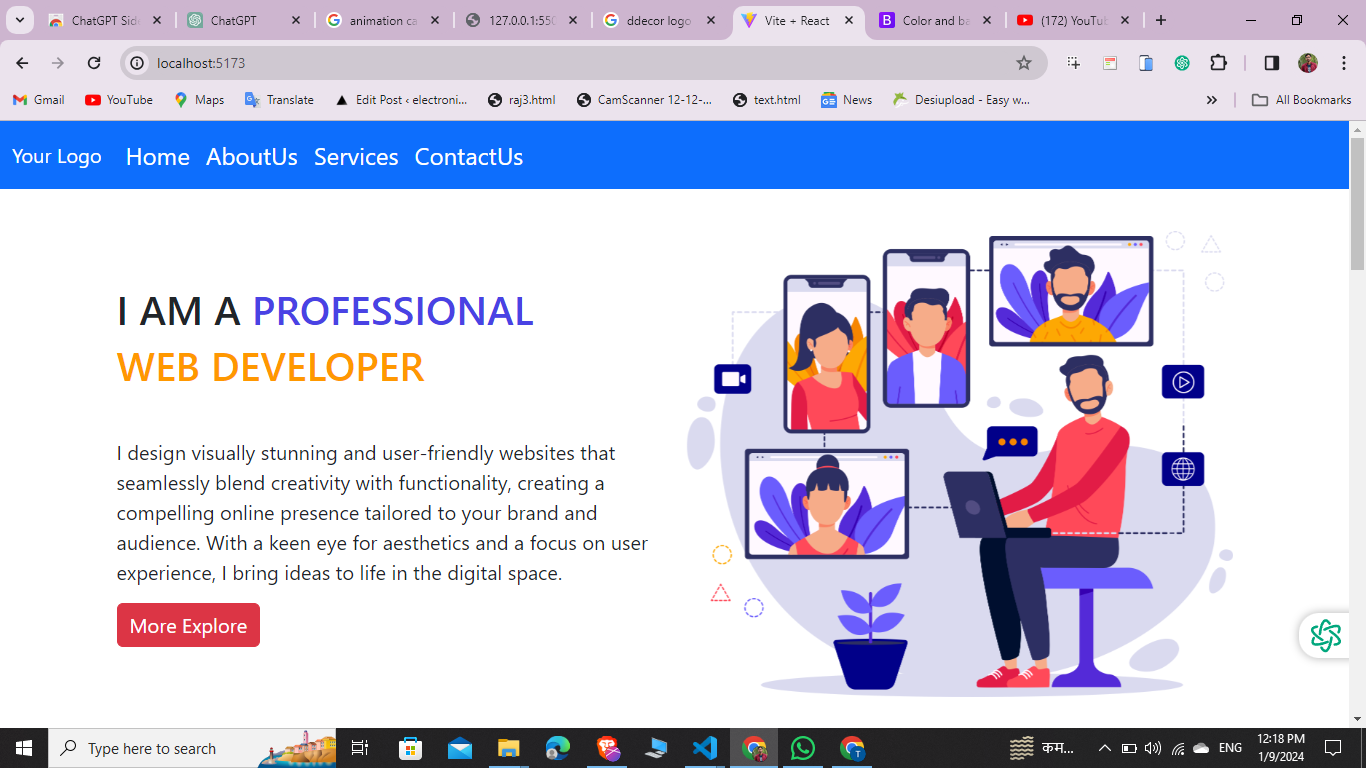 ChatGPT Side
ChatGPT
animation ca
127.0.0.1:550
ddecor logo
Vite + React
Color and ba
(172) YouTub
localhost:5173
Gmail
YouTube
Maps
Translate
Edit Post ‹ electroni...
raj3.html
CamScanner 12-12-...
text.html
News
Desiupload - Easy w...
All Bookmarks
Your Logo Home AboutUs Services ContactUs
I AM A PROFESSIONAL
WEB DEVELOPER
I design visually stunning and user-friendly websites that
seamlessly blend creativity with functionality, creating a
compelling online presence tailored to your brand and
audience. With a keen eye for aesthetics and a focus on user
experience, I bring ideas to life in the digital space.
More Explore
Type here to search
कम...
ENG
12:18 PM
1/9/2024